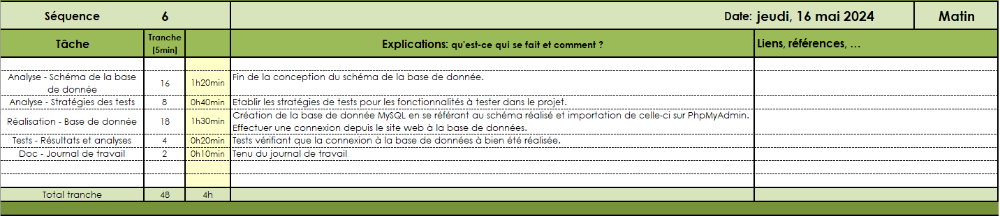 Séquence 6 Date: jeudi, 16 mai 2024 Matin
Tâche Tranche [5min] Explications: qu'est-ce qui se fait et comment ? Liens, références, …
Analyse - Schéma de la base de donnée 16 1h20min Fin de la conception du schéma de la base de donnée.
Analyse - Stratégies des tests 8 0h40min Etablir les stratégies de tests pour les fonctionnalités à tester dans le projet.
Réalisation - Base de donnée 18 1h30min Création de la base de donnée MySQL en se référant au schéma réalisé et importation de celle-ci sur PhpMyAdmin.
Effectuer une connexion depuis le site web à la base de données.
Tests - Résultats et analyses 4 0h20min Tests vérifiant que la connexion à la base de données à bien été réalisée.
Doc - Journal de travail 2 0h10min Tenu du journal de travail
Total tranche 48 4h